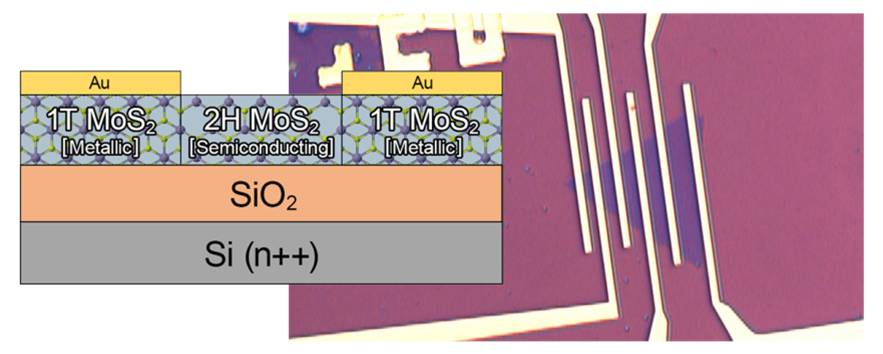 Au
Au
1T MoS₂
[Metallic]
2H MoS₂
[Semiconducting]
1T MoS₂
[Metallic]
SiO₂
Si (n++)